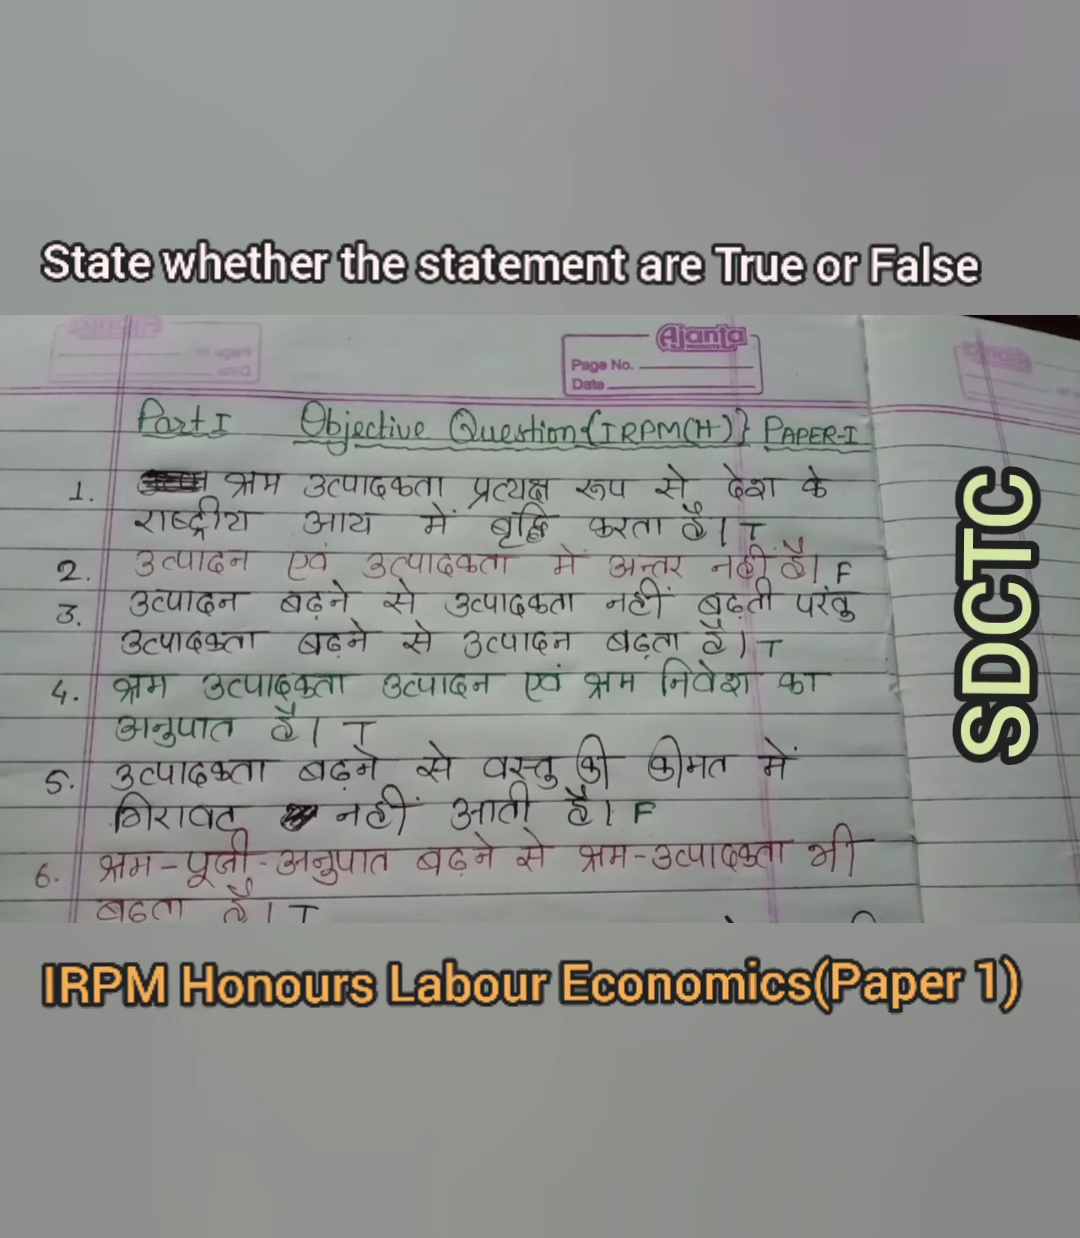 State whether the statement are True or False
Ajanta
Page No.
Date
Part I Objective Question {IRPM(H)} PAPER-I
1. श्रम उत्पादकता प्रत्यक्ष रूप से देश के
राष्ट्रीय आय में बृद्धि करता है। T
2. उत्पादन एवं उत्पादकता में अन्तर नहीं है। F
3. उत्पादन बढ़ने से उत्पादकता नहीं बढ़ती परंतु
उत्पादकता बढ़ने से उत्पादन बढ़ता है। T
4. श्रम उत्पादकता उत्पादन एवं श्रम निवेश का
अनुपात है। T
5. उत्पादकता बढ़ने से वस्तु की कीमत में
गिरावट नहीं आती है। F
6. श्रम-पूजी-अनुपात बढ़ने से श्रम-उत्पादकता भी
बढता है। T
SDCTC
IRPM Honours Labour Economics(Paper 1)